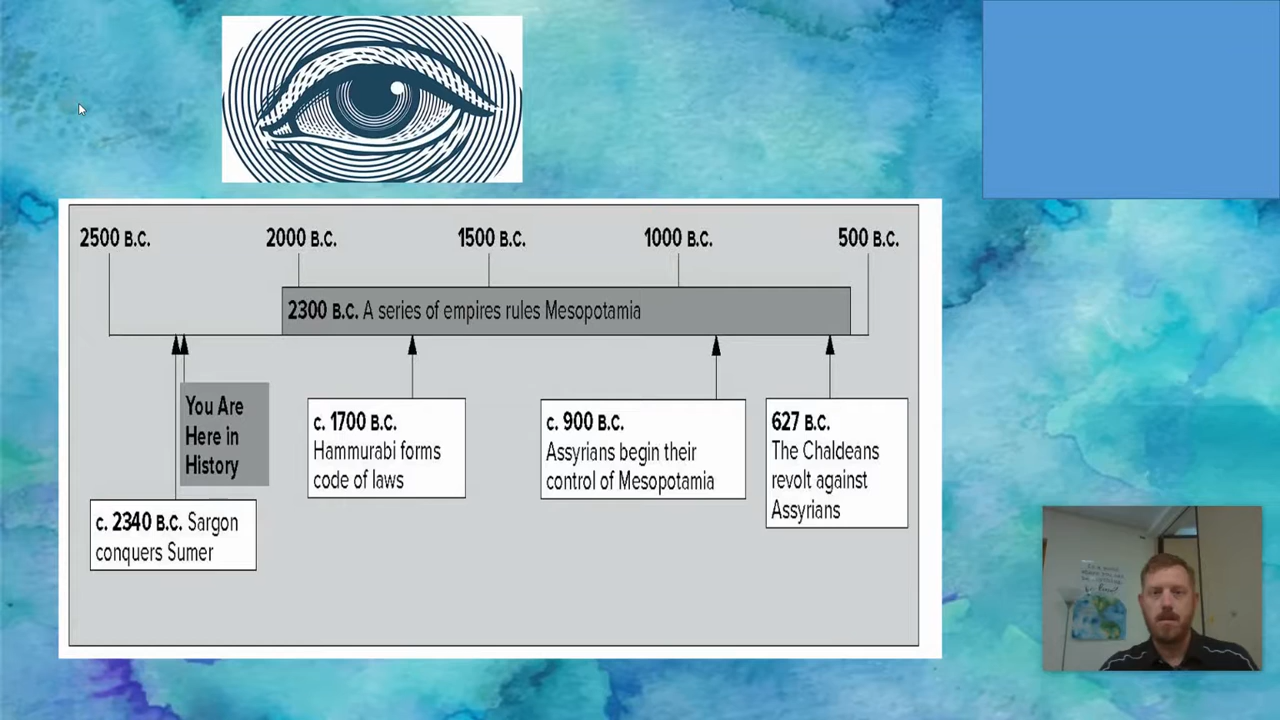 2500 B.C. 2000 B.C. 1500 B.C. 1000 B.C. 500 B.C.
2300 B.C. A series of empires rules Mesopotamia
You Are
Here in
History
c. 2340 B.C. Sargon
conquers Sumer
c. 1700 B.C.
Hammurabi forms
code of laws
c. 900 B.C.
Assyrians begin their
control of Mesopotamia
627 B.C.
The Chaldeans
revolt against
Assyrians